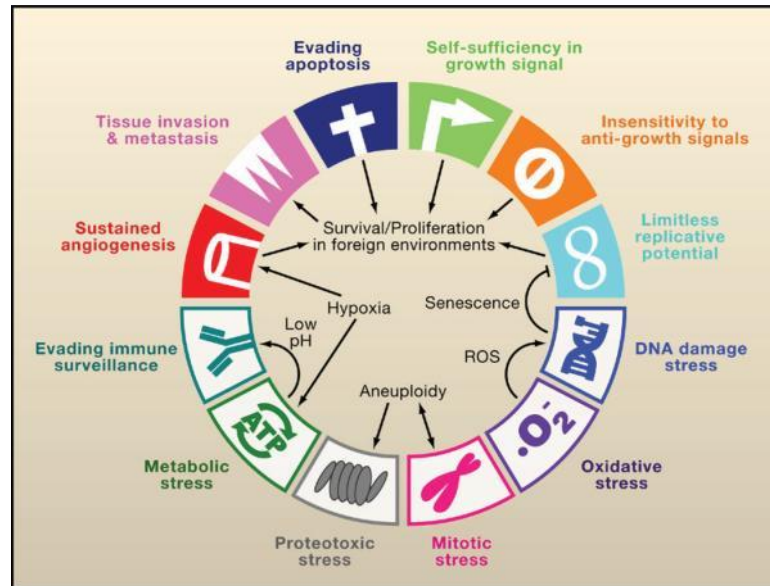 Evading
apoptosis
Self-sufficiency in
growth signal
Tissue invasion
& metastasis
Insensitivity to
anti-growth signals
Sustained
angiogenesis
Survival/Proliferation
in foreign environments
Limitless
replicative
potential
Hypoxia
Senescence
Low
pH
Evading immune
surveillance
ROS
DNA damage
stress
Aneuploidy
ATP
•O2-
Metabolic
stress
Oxidative
stress
Proteotoxic
stress
Mitotic
stress